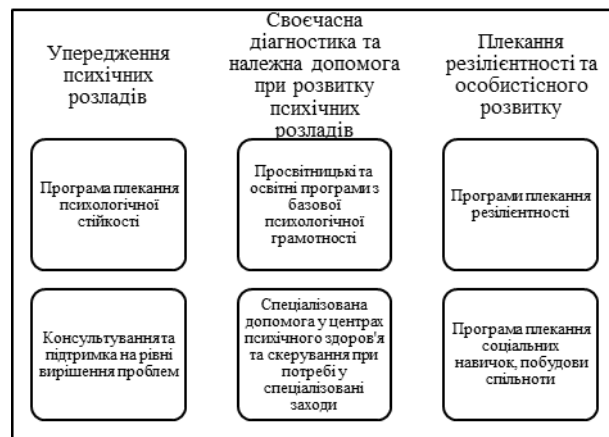 Упередження
психічних
розладів
Своєчасна
діагностика та
належна допомога
при розвитку
психічних
розладів
Плекання
резілієнтності та
особистісного
розвитку
Програма плекання
психологічної
стійкості
Просвітницькі та
освітні програми з
базової
психологічної
грамотності
Програми плекання
резілієнтності
Консультування та
підтримка на рівні
вирішення проблем
Спеціалізована
допомога у центрах
психічного здоров'я
та скерування при
потребі у
спеціалізовані
заходи
Програма плекання
соціальних
навичок, побудови
спільноти